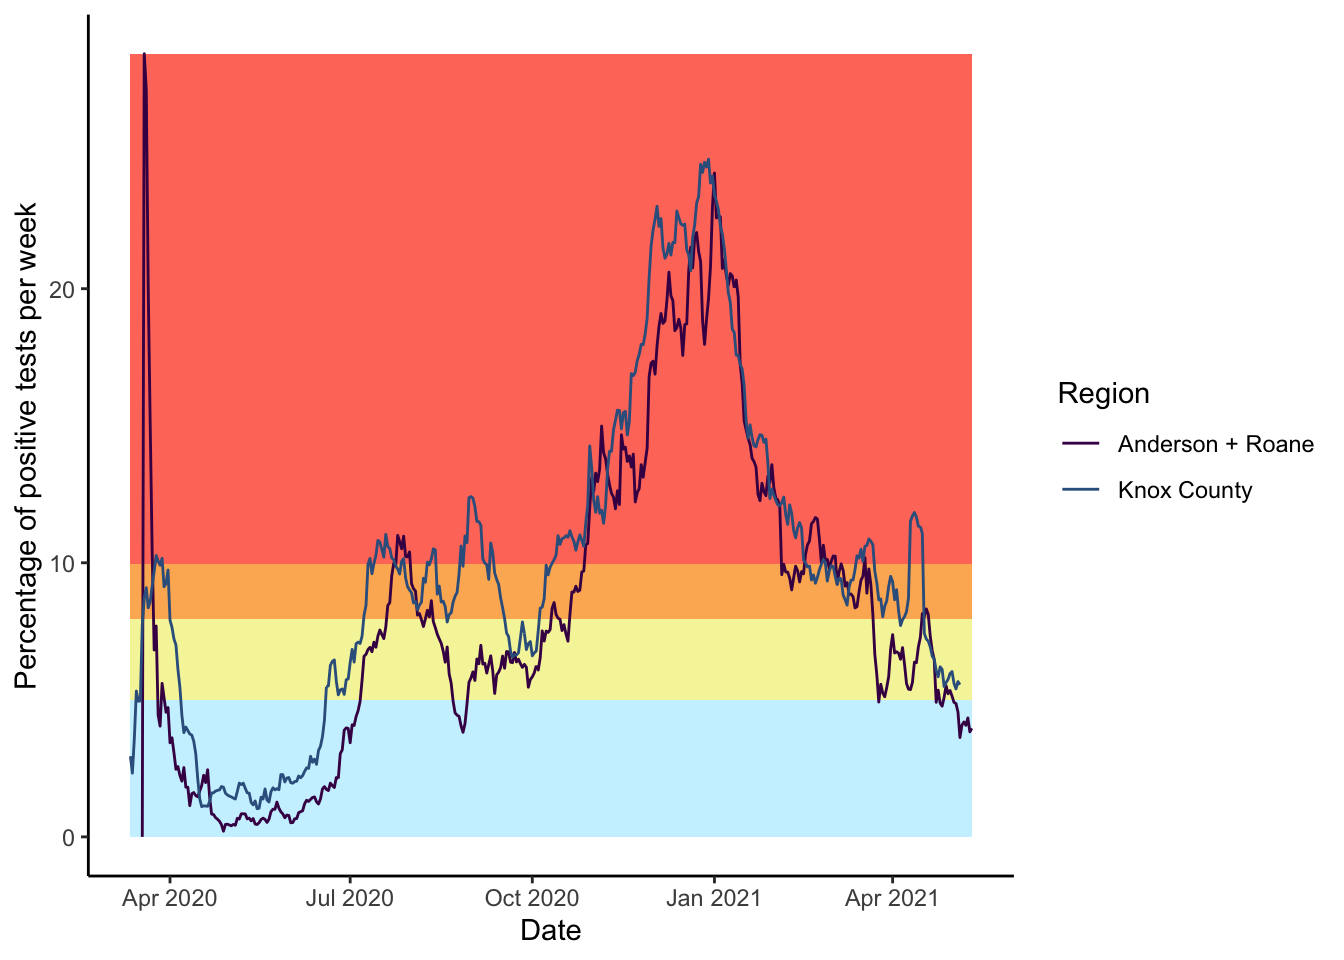 Percentage of positive tests per week
20
10
0
Apr 2020
Jul 2020
Oct 2020
Jan 2021
Apr 2021
Date
Region
Anderson + Roane
Knox County